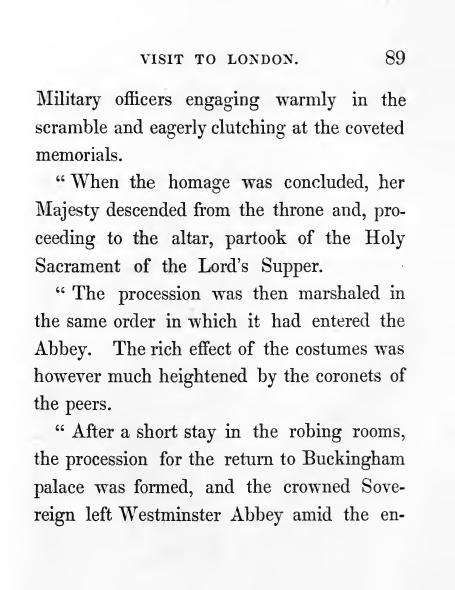 VISIT TO LONDON. 89
Military officers engaging warmly in the
scramble and eagerly clutching at the coveted
memorials.
“ When the homage was concluded, her
Majesty descended from the throne and, pro-
ceeding to the altar, partook of the Holy
Sacrament of the Lord's Supper.
“ The procession was then marshaled in
the same order in which it had entered the
Abbey. The rich effect of the costumes was
however much heightened by the coronets of
the peers.
“ After a short stay in the robing rooms,
the procession for the return to Buckingham
palace was formed, and the crowned Sove-
reign left Westminster Abbey amid the en-